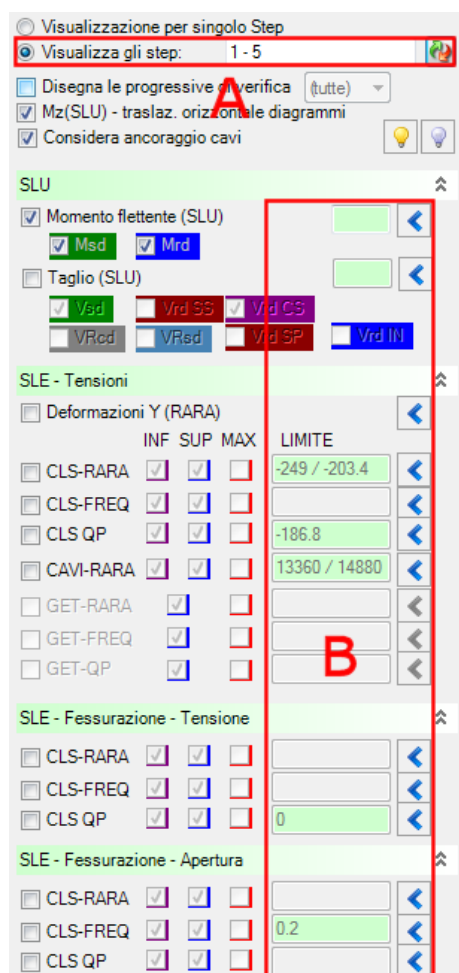 Visualizzazione per singolo Step
Visualizza gli step: 1 - 5
Disegna le progressive di verifica (tutte)
A
Mz(SLU) - traslaz. orizzontale diagrammi
Considera ancoraggio cavi
SLU
Momento flettente (SLU)
Msd Mrd
Taglio (SLU)
Vsd Vrd SS Vrd CS
VRcd VRsd Vrd SP Vrd IN
SLE - Tensioni
Deformazioni Y (RARA)
INF SUP MAX LIMITE
CLS-RARA -249 / -203.4
CLS-FREQ
CLS QP -186.8
CAVI-RARA 13360 / 14880
GET-RARA
GET-FREQ
GET-QP
B
SLE - Fessurazione - Tensione
CLS-RARA
CLS-FREQ
CLS QP 0
SLE - Fessurazione - Apertura
CLS-RARA
CLS-FREQ 0.2
CLS QP